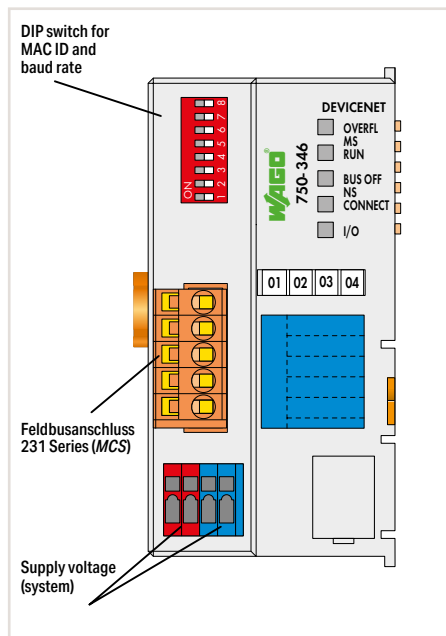 DIP switch for
MAC ID and
baud rate
ON
1 2 3 4 5 6 7 8
WAGO
750-346
DEVICENET
OVERFL
MS
RUN
BUS OFF
NS
CONNECT
I/O
01 02 03 04
Feldbusanschluss
231 Series (MCS)
Supply voltage
(system)